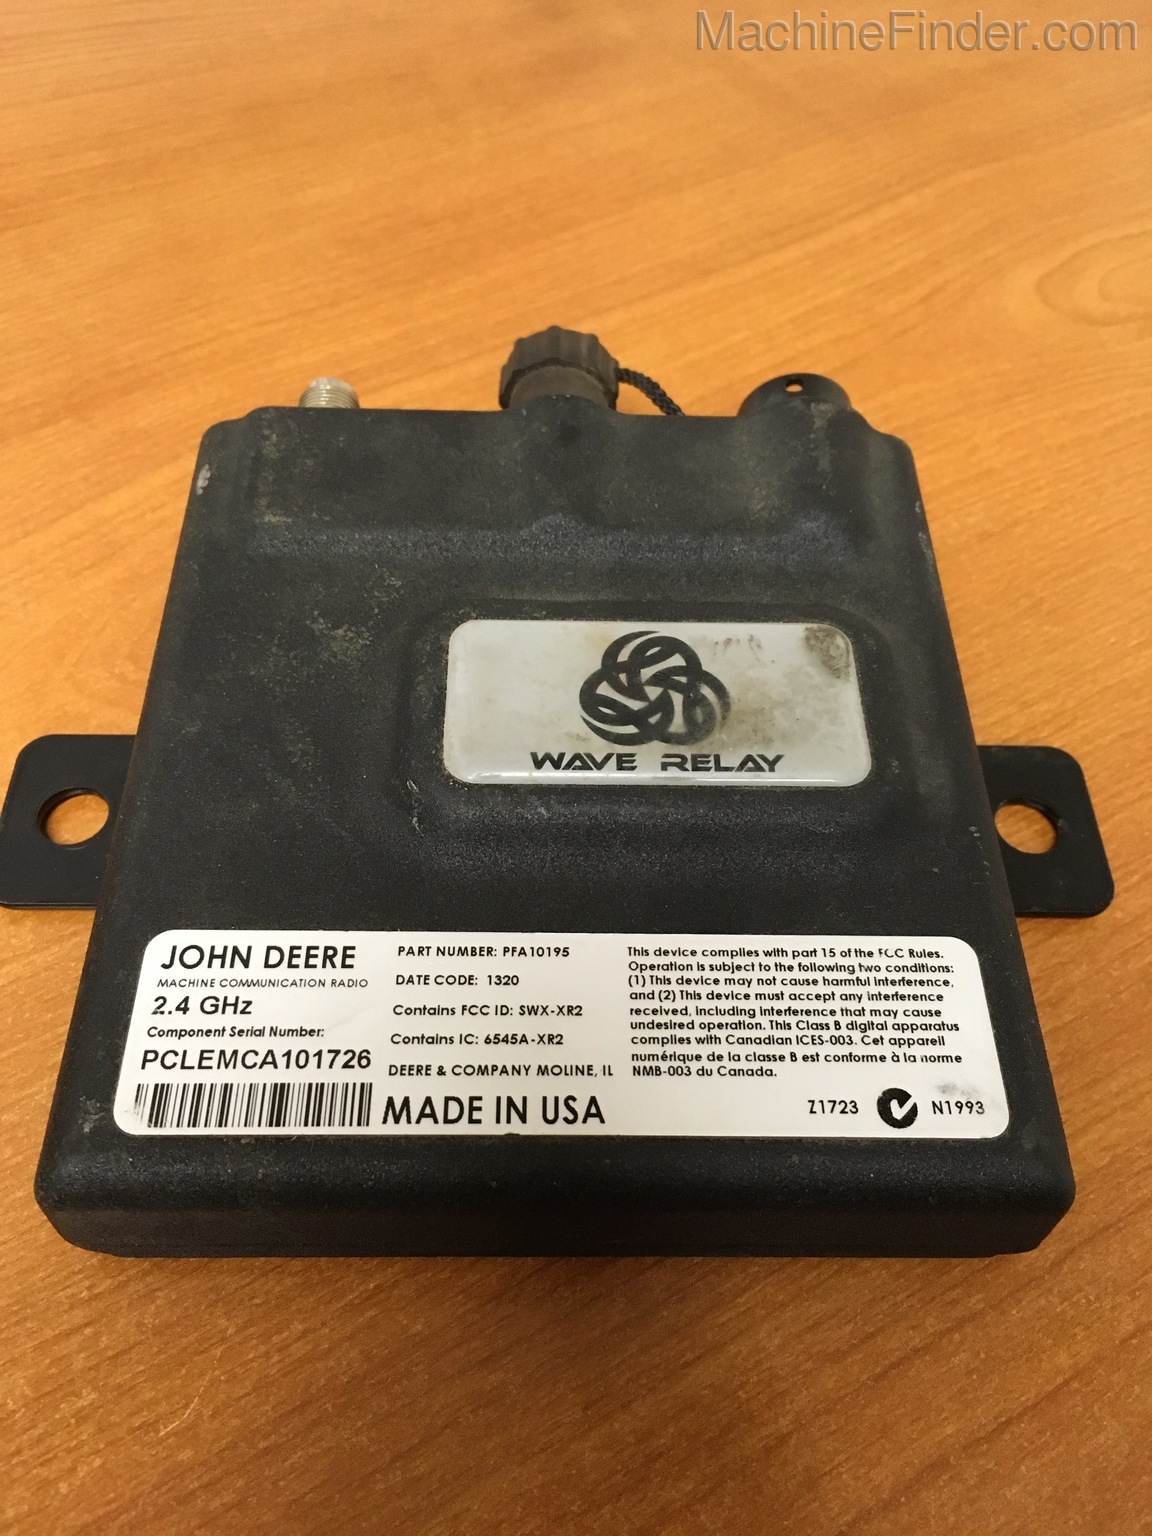 MachineFinder.com
WAVE RELAY
JOHN DEERE
MACHINE COMMUNICATION RADIO
2.4 GHz
Component Serial Number:
PCLEMCA101726
PART NUMBER: PFA10195
DATE CODE: 1320
Contains FCC ID: SWX-XR2
Contains IC: 6545A-XR2
DEERE & COMPANY MOLINE, IL
MADE IN USA
This device complies with part 15 of the FCC Rules.
Operation is subject to the following two conditions:
(1) This device may not cause harmful interference,
and (2) This device must accept any interference
received, including interference that may cause
undesired operation. This Class B digital apparatus
complies with Canadian ICES-003. Cet appareil
numérique de la classe B est conforme à la norme
NMB-003 du Canada.
Z1723 N1993